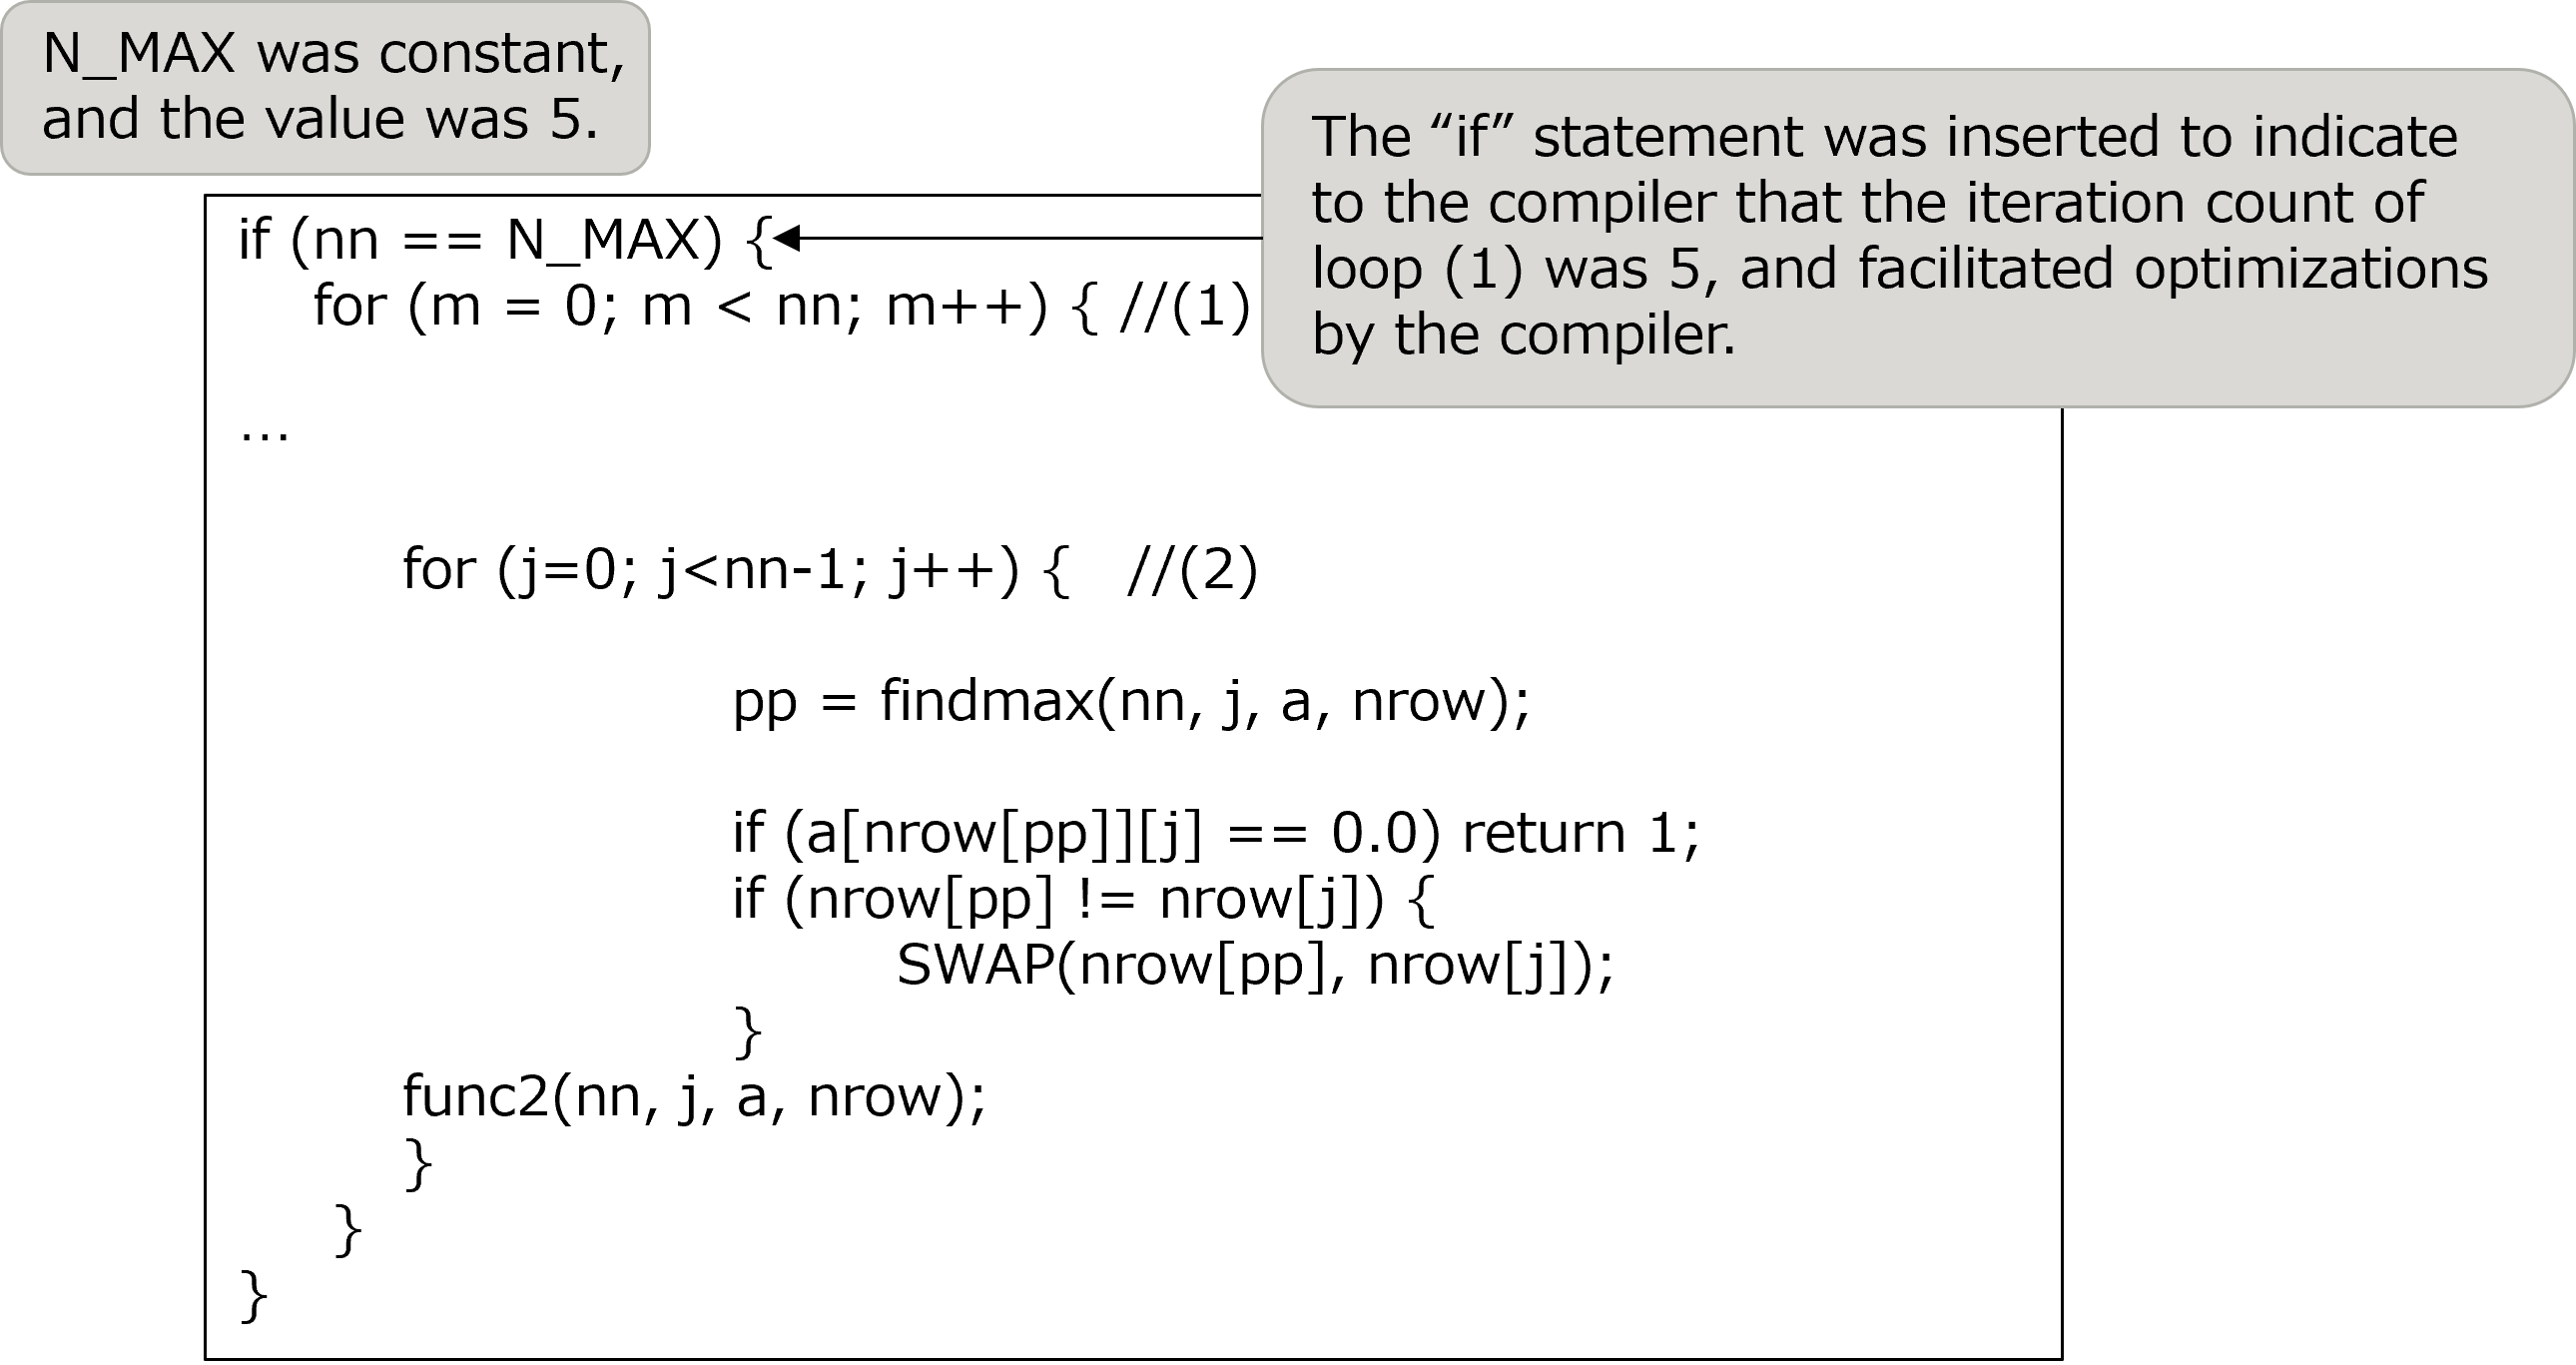 N_MAX was constant,
and the value was 5.
The “if” statement was inserted to indicate
to the compiler that the iteration count of
loop (1) was 5, and facilitated optimizations
by the compiler.
if (nn == N_MAX) {
for (m = 0; m < nn; m++) { //(1)
...
for (j=0; j<nn-1; j++) { //(2)
pp = findmax(nn, j, a, nrow);
if (a[nrow[pp]][j] == 0.0) return 1;
if (nrow[pp] != nrow[j]) {
SWAP(nrow[pp], nrow[j]);
}
func2(nn, j, a, nrow);
}
}
}